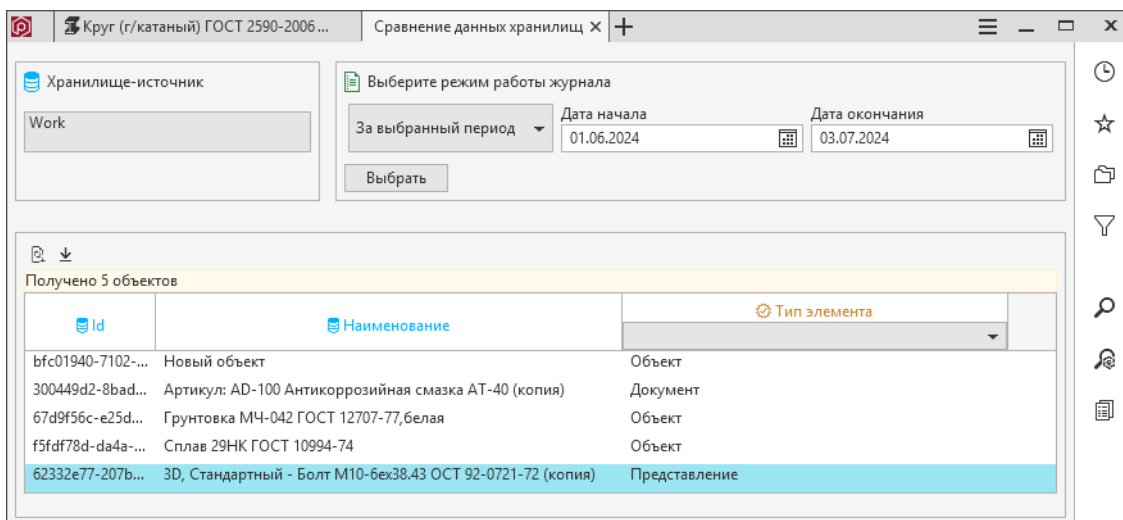 Круг (г/катаный) ГОСТ 2590-2006...
Сравнение данных хранилищ
Хранилище-источник
Work
Выберите режим работы журнала
За выбранный период
Дата начала
01.06.2024
Дата окончания
03.07.2024
Выбрать
Получено 5 объектов
Id Наименование Тип элемента
bfc01940-7102-... Новый объект Объект
300449d2-8bad... Артикул: AD-100 Антикоррозийная смазка АТ-40 (копия) Документ
67d9f56c-e25d... Грунтовка МЧ-042 ГОСТ 12707-77,белая Объект
f5fdf78d-da4a-... Сплав 29НК ГОСТ 10994-74 Объект
62332e77-207b... 3D, Стандартный - Болт М10-6ех38.43 ОСТ 92-0721-72 (копия) Представление